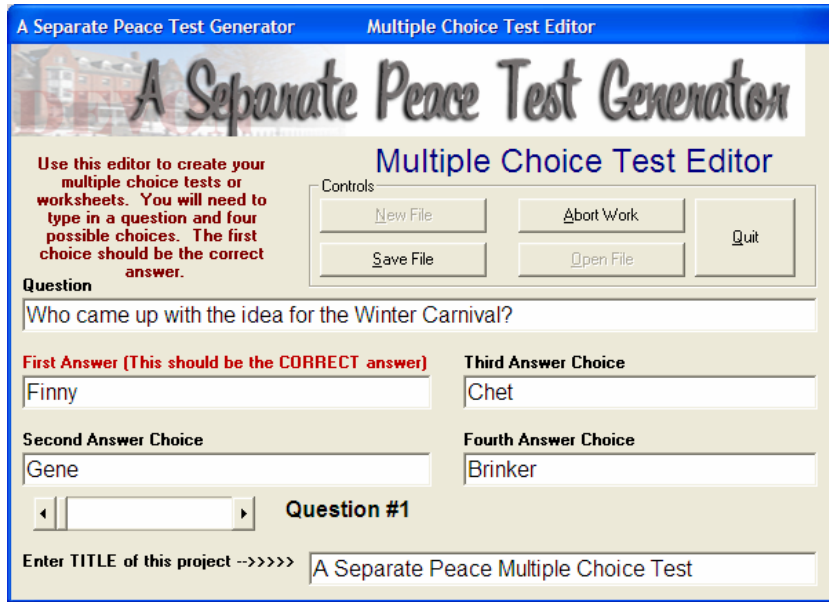 A Separate Peace Test Generator Multiple Choice Test Editor
A Separate Peace Test Generator
Use this editor to create your
multiple choice tests or
worksheets. You will need to
type in a question and four
possible choices. The first
choice should be the correct
answer.
Multiple Choice Test Editor
Controls
New File
Abort Work
Quit
Save File
Open File
Question
Who came up with the idea for the Winter Carnival?
First Answer (This should be the CORRECT answer)
Third Answer Choice
Finny
Chet
Second Answer Choice
Fourth Answer Choice
Gene
Brinker
Question #1
Enter TITLE of this project -->>>>>
A Separate Peace Multiple Choice Test